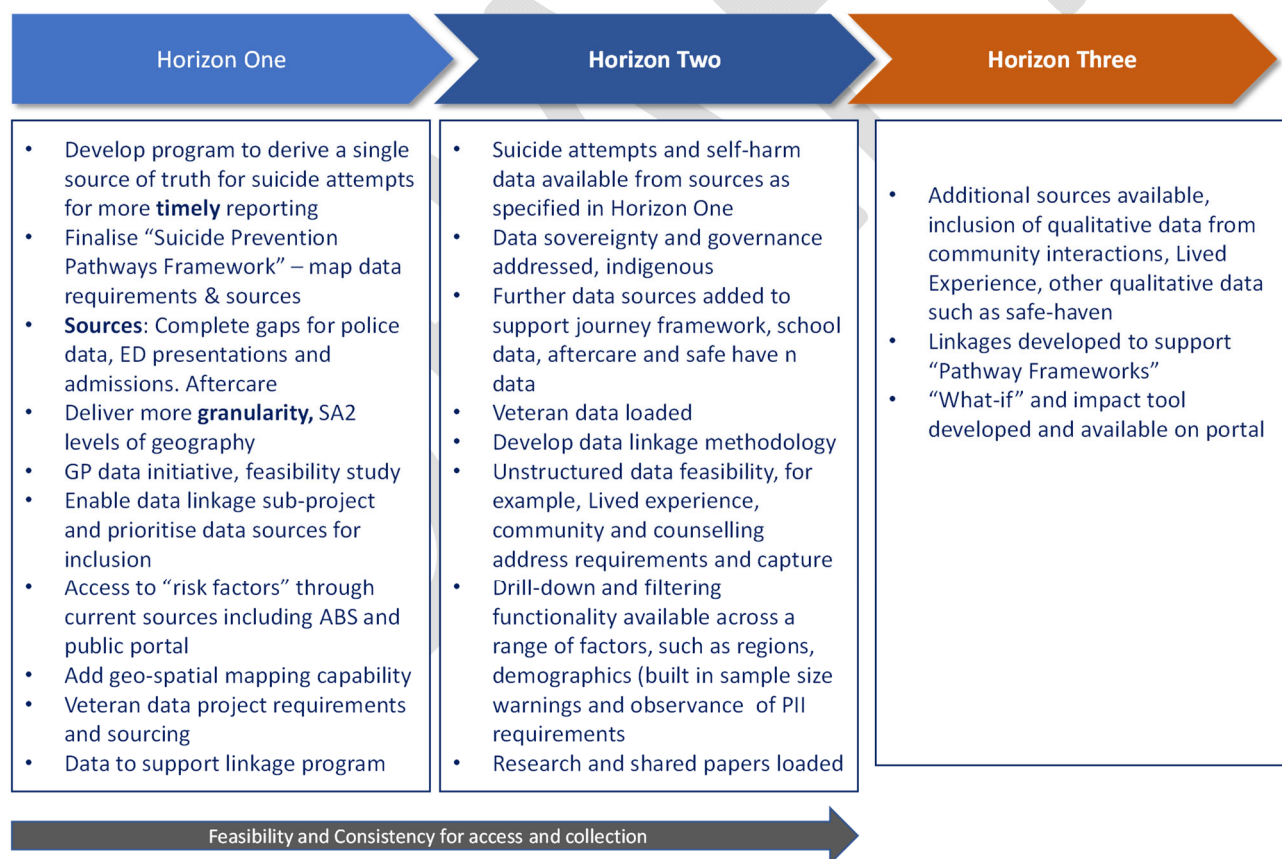 Horizon One
Horizon Two
Horizon Three
• Develop program to derive a single
source of truth for suicide attempts
for more timely reporting
• Finalise “Suicide Prevention
Pathways Framework” – map data
requirements & sources
• Sources: Complete gaps for police
data, ED presentations and
admissions. Aftercare
• Deliver more granularity, SA2
levels of geography
• GP data initiative, feasibility study
• Enable data linkage sub-project
and prioritise data sources for
inclusion
• Access to “risk factors” through
current sources including ABS and
public portal
• Add geo-spatial mapping capability
• Veteran data project requirements
and sourcing
• Data to support linkage program
• Suicide attempts and self-harm
data available from sources as
specified in Horizon One
• Data sovereignty and governance
addressed, indigenous
• Further data sources added to
support journey framework, school
data, aftercare and safe have n
data
• Veteran data loaded
• Develop data linkage methodology
• Unstructured data feasibility, for
example, Lived experience,
community and counselling
address requirements and capture
• Drill-down and filtering
functionality available across a
range of factors, such as regions,
demographics (built in sample size
warnings and observance of PII
requirements
• Research and shared papers loaded
• Additional sources available,
inclusion of qualitative data from
community interactions, Lived
Experience, other qualitative data
such as safe-haven
• Linkages developed to support
“Pathway Frameworks”
• “What-if” and impact tool
developed and available on portal
Feasibility and Consistency for access and collection